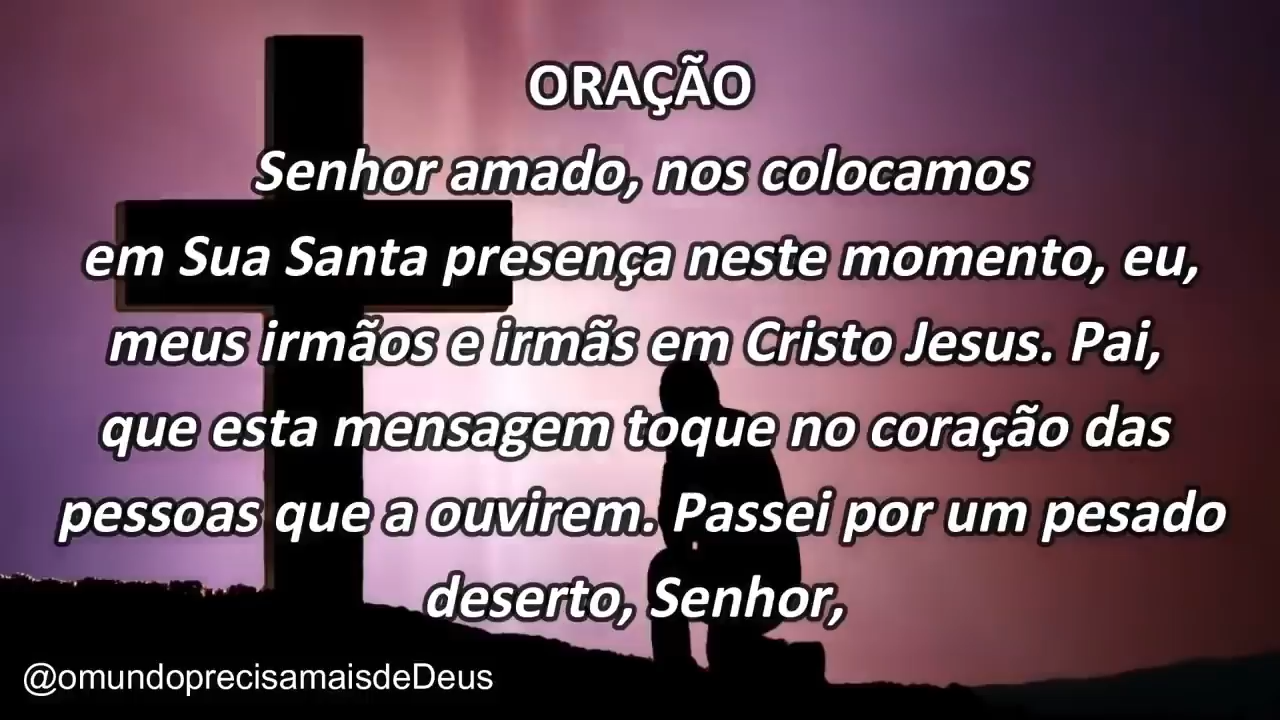 ORAÇÃO
Senhor amado, nos colocamos
em Sua Santa presença neste momento, eu,
meus irmãos e irmãs em Cristo Jesus. Pai,
que esta mensagem toque no coração das
pessoas que a ouvirem. Passei por um pesado
deserto, Senhor,
@omundoprecisamaisdeDeus